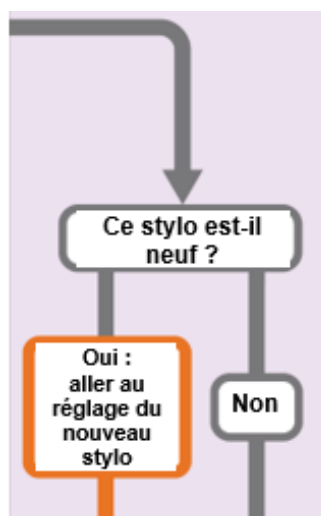 Ce stylo est-il
neuf ?
Oui :
aller au
réglage du
nouveau
stylo
Non